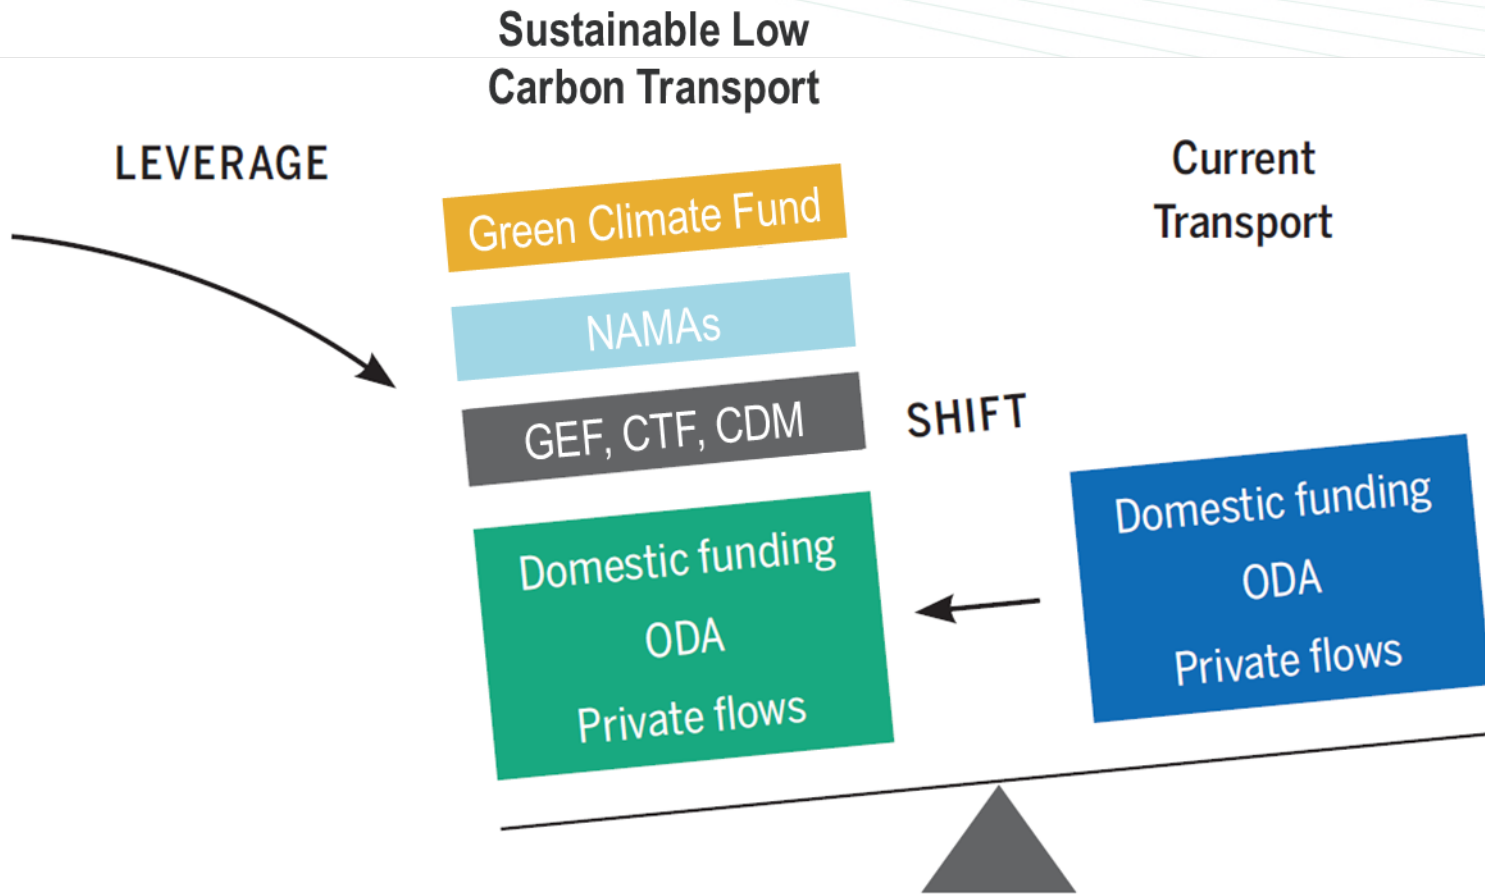 Sustainable Low
Carbon Transport
LEVERAGE
Current
Transport
Green Climate Fund
NAMAs
GEF, CTF, CDM
SHIFT
Domestic funding
ODA
Private flows
Domestic funding
ODA
Private flows